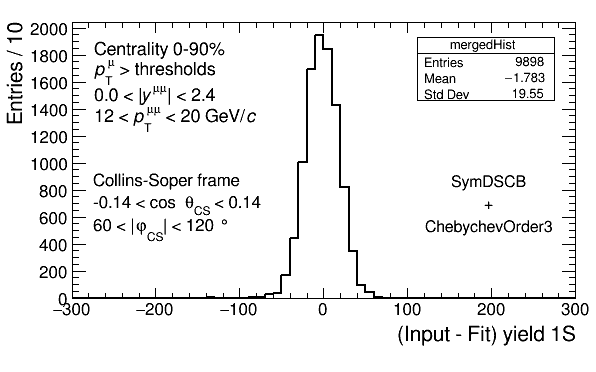 Entries / 10
2000
1800
1600
1400
1200
1000
800
600
400
200
0
Centrality 0-90%
p_T^μ > thresholds
0.0 < |y^μμ| < 2.4
12 < p_T^μμ < 20 GeV/c
Collins-Soper frame
-0.14 < cos θ_CS < 0.14
60 < |φ_CS| < 120 °
mergedHist
Entries 9898
Mean −1.783
Std Dev 19.55
SymDSCB
+
ChebychevOrder3
−300 −200 −100 0 100 200 300
(Input - Fit) yield 1S